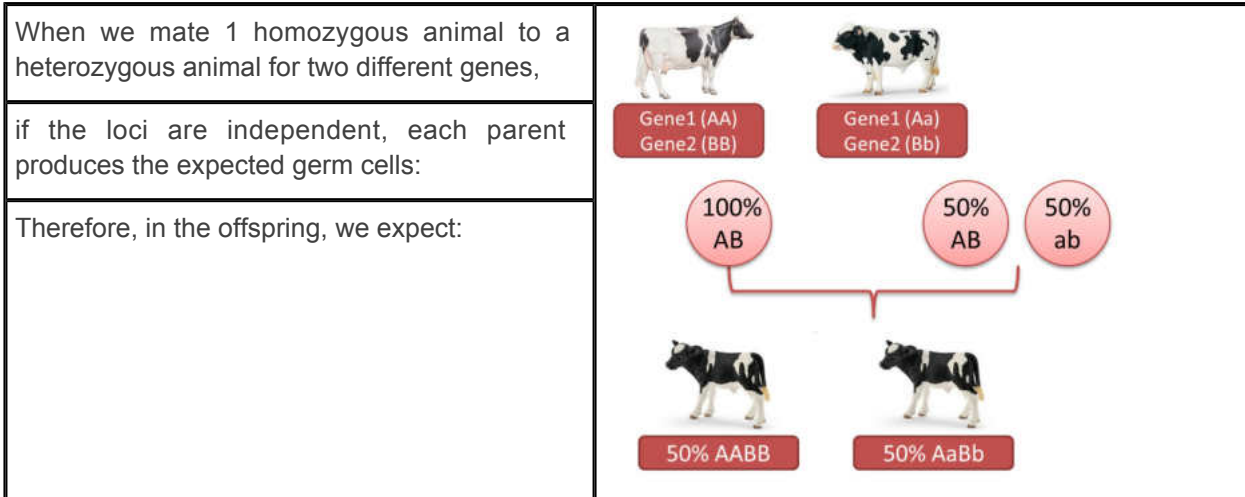 When we mate 1 homozygous animal to a
heterozygous animal for two different genes,
Gene1 (AA)
Gene2 (BB)
Gene1 (Aa)
Gene2 (Bb)
if the loci are independent, each parent
produces the expected germ cells:
100%
AB
50%
AB
50%
ab
Therefore, in the offspring, we expect:
50% AABB
50% AaBb